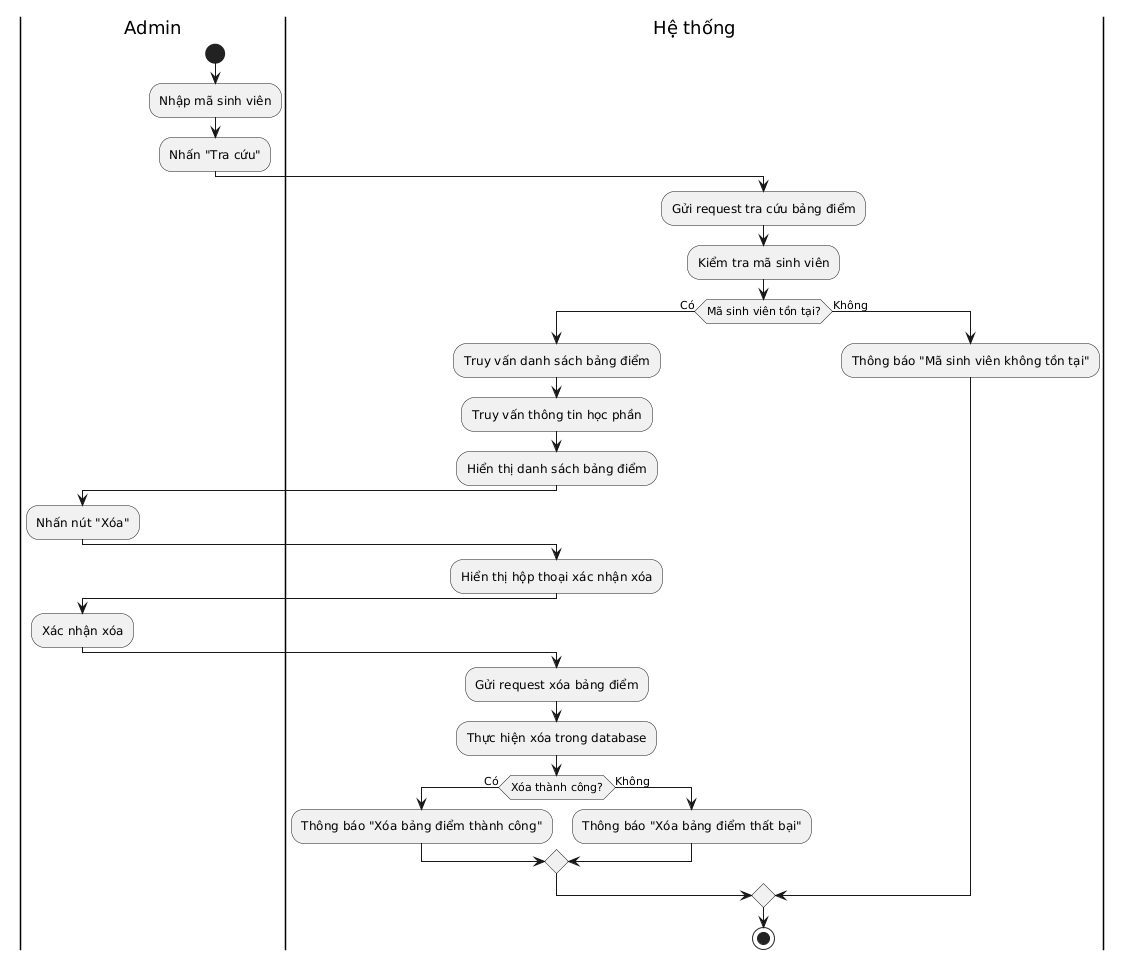 Admin
Hệ thống
Nhập mã sinh viên
Nhấn "Tra cứu"
Gửi request tra cứu bảng điểm
Kiểm tra mã sinh viên
Có
Mã sinh viên tồn tại?
Không
Truy vấn danh sách bảng điểm
Thông báo "Mã sinh viên không tồn tại"
Truy vấn thông tin học phần
Hiển thị danh sách bảng điểm
Nhấn nút "Xóa"
Hiển thị hộp thoại xác nhận xóa
Xác nhận xóa
Gửi request xóa bảng điểm
Thực hiện xóa trong database
Có
Xóa thành công?
Không
Thông báo "Xóa bảng điểm thành công"
Thông báo "Xóa bảng điểm thất bại"